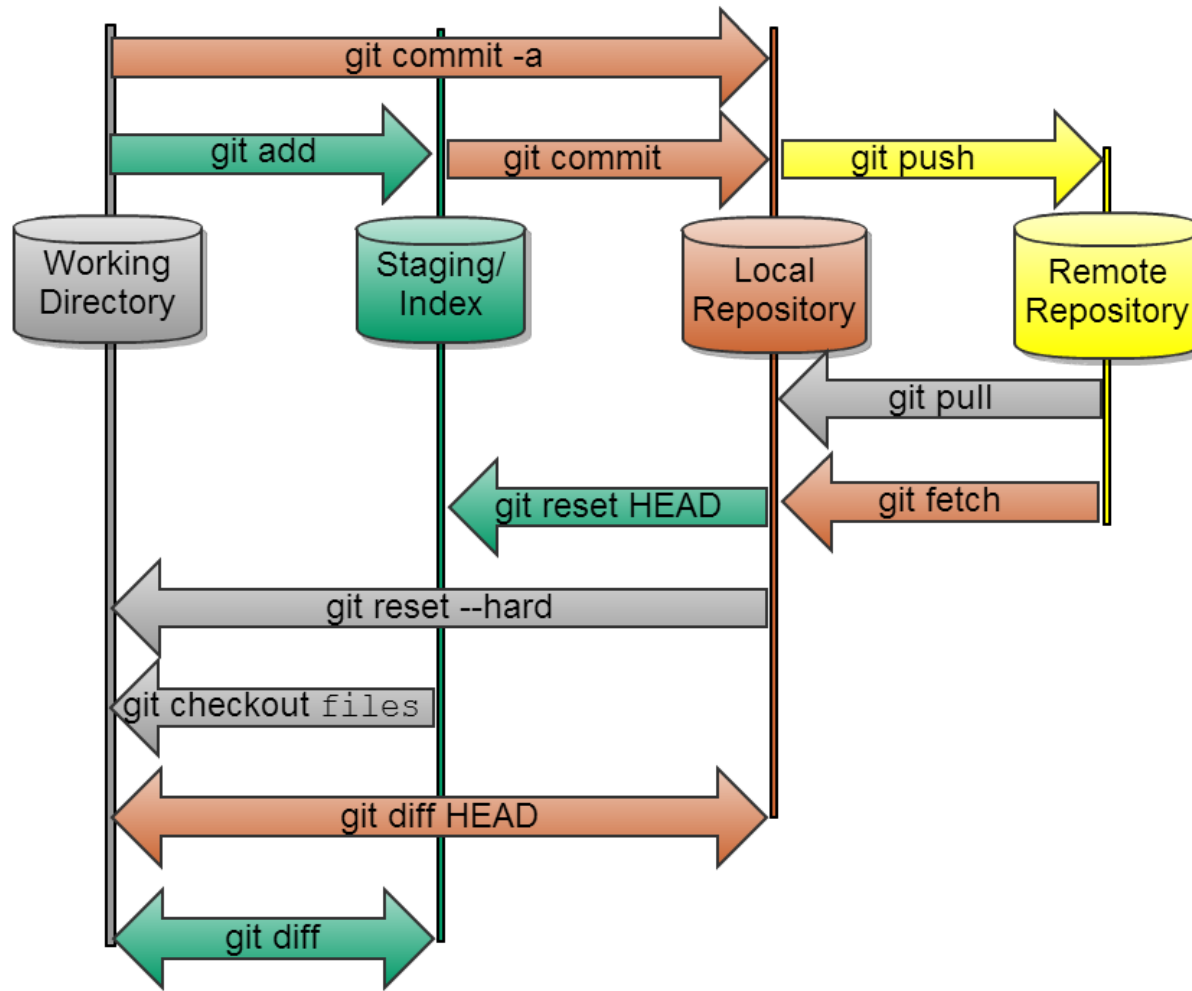 git commit -a
git add
git commit
git push
Working
Directory
Staging/
Index
Local
Repository
Remote
Repository
git pull
git reset HEAD
git fetch
git reset --hard
git checkout files
git diff HEAD
git diff